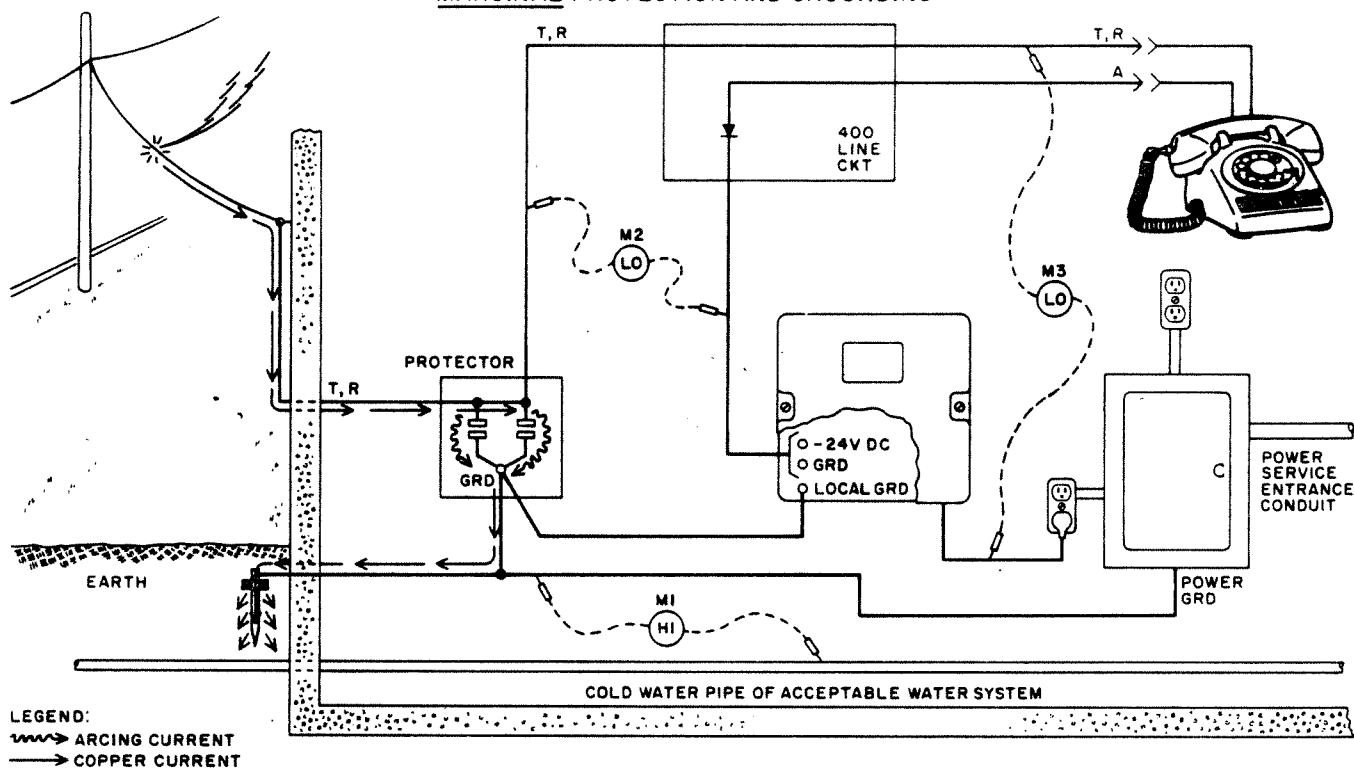 T, R
T, R
A
400
LINE
CKT
M2
LO
M3
LO
PROTECTOR
T, R
-24V DC
GRD
GRD
LOCAL GRD
POWER
SERVICE
ENTRANCE
CONDUIT
EARTH
POWER
GRD
M1
HI
COLD WATER PIPE OF ACCEPTABLE WATER SYSTEM
LEGEND:
ARCING CURRENT
COPPER CURRENT